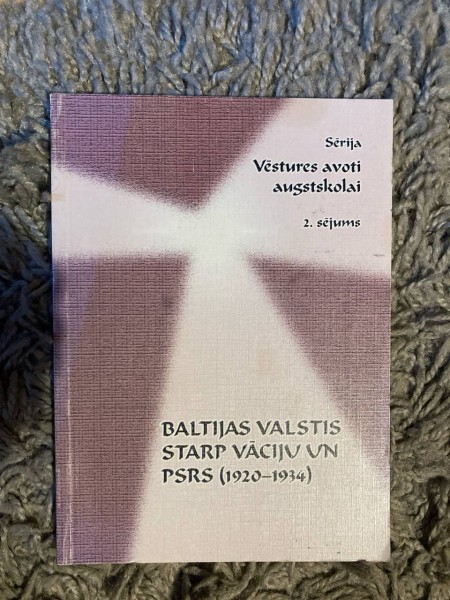 Sērija
Vēstures avoti
augstskolai
2. sējums
BALTIJAS VALSTIS
STARP VĀCIJU UN
PSRS (1920–1934)